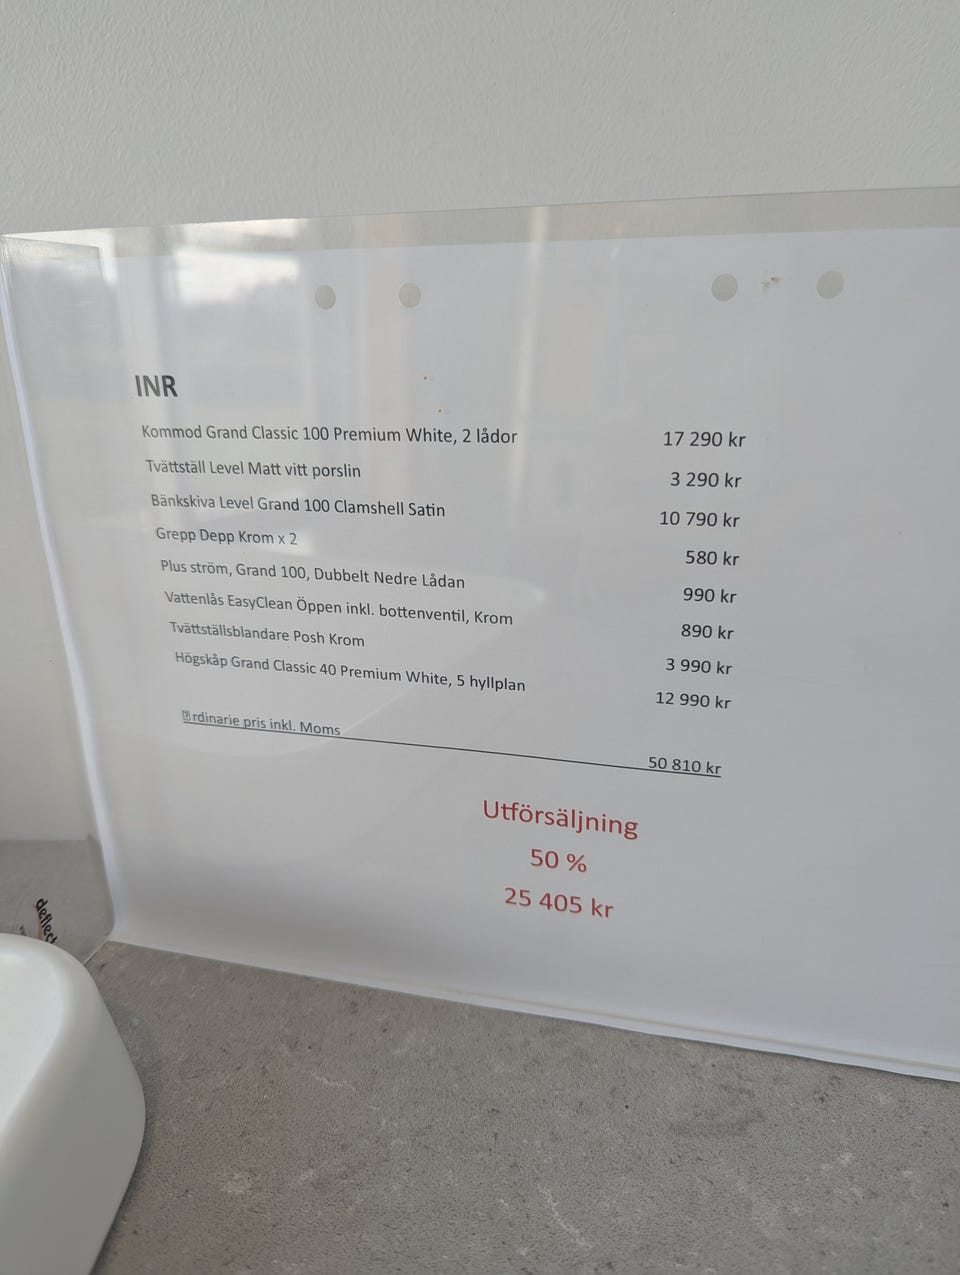 INR
Kommod Grand Classic 100 Premium White, 2 lådor 17 290 kr
Tvättställ Level Matt vitt porslin 3 290 kr
Bänkskiva Level Grand 100 Clamshell Satin 10 790 kr
Grepp Depp Krom x 2 580 kr
Plus ström, Grand 100, Dubbelt Nedre Lådan 990 kr
Vattenlås EasyClean Öppen inkl. bottenventil, Krom 890 kr
Tvättställsblandare Posh Krom 3 990 kr
Högskåp Grand Classic 40 Premium White, 5 hyllplan 12 990 kr
rdinarie pris inkl. Moms 50 810 kr
Utförsäljning
50 %
25 405 kr